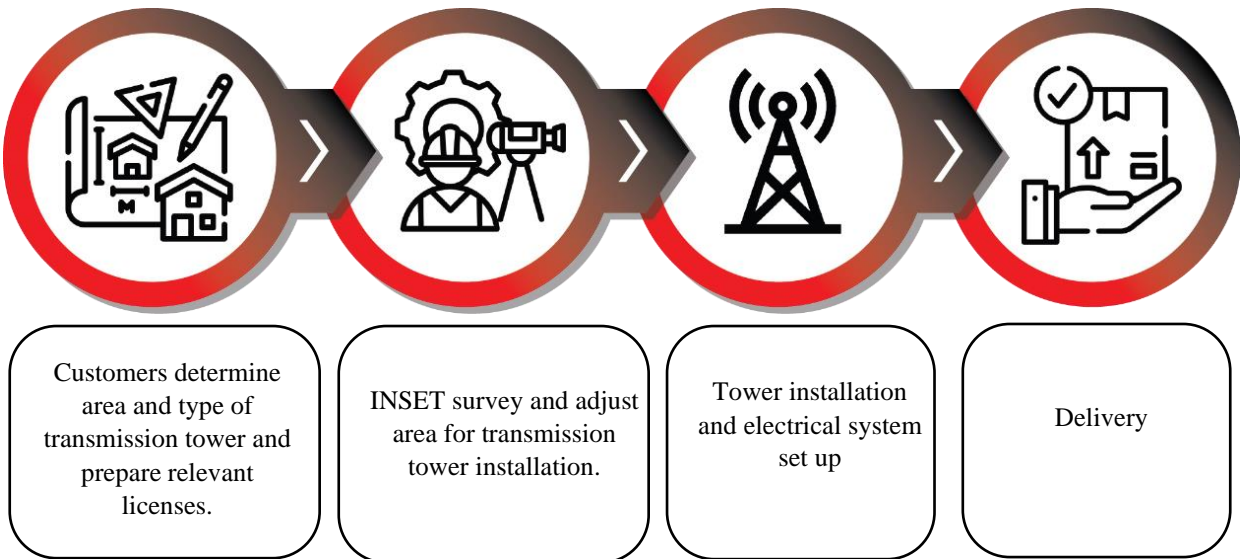 M
Customers determine
area and type of
transmission tower and
prepare relevant
licenses.
INSET survey and adjust
area for transmission
tower installation.
Tower installation
and electrical system
set up
Delivery